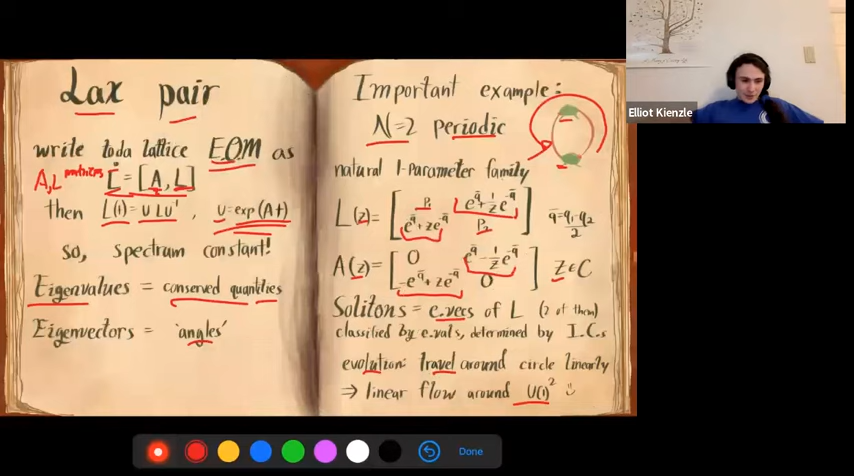 Lax pair
write toda lattice EOM as
A,L matrices L̇ = [A, L]
then L(t) = U L U⁻¹, U = exp(At)
so, spectrum constant!
Eigenvalues = conserved quantities
Eigenvectors = 'angles'
Important example:
N=2 periodic
natural 1-parameter family
L(z) = [ p₁ e^q̄ + 1/z e^-q̄ ; e^q̄ + z e^-q̄ p₂ ] q̄ = q₁-q₂/2
A(z) = [ 0 e^q̄ - 1/z e^-q̄ ; -e^q̄ + z e^-q̄ 0 ] z ∈ C
Solitons = e.vecs of L (2 of them)
classified by e.vals, determined by I.C.s
evolution: travel around circle linearly
⇒ linear flow around U(1)² :)
Elliot Kienzle
Done